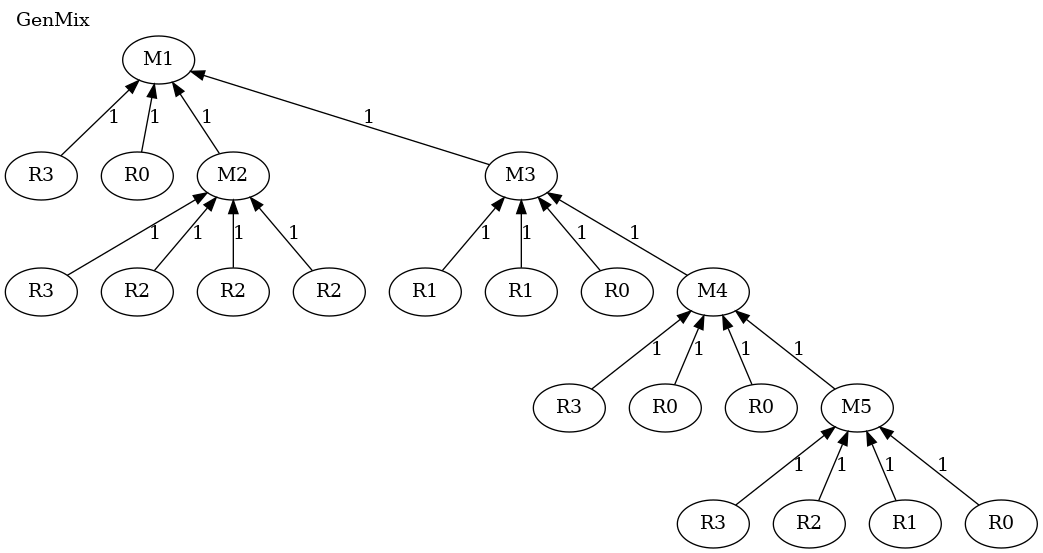 GenMix
M1
1 1 1 1
R3 R0 M2 M3
1 1 1 1 1 1 1 1
R3 R2 R2 R2 R1 R1 R0 M4
1 1 1 1
R3 R0 R0 M5
1 1 1 1
R3 R2 R1 R0